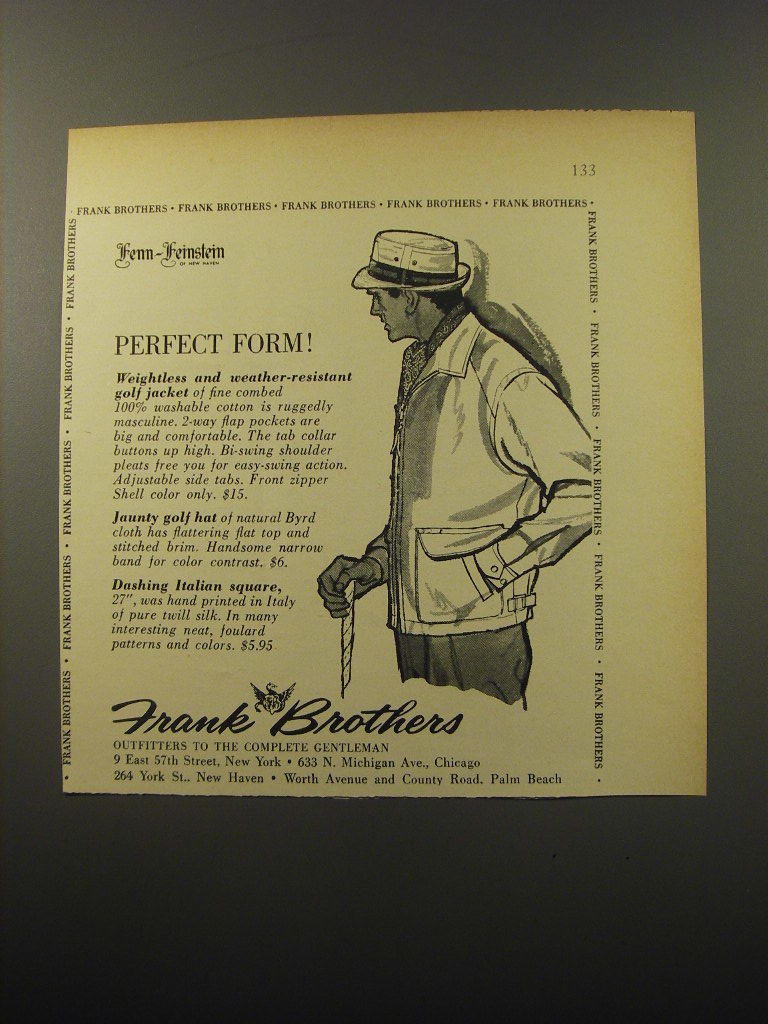 133
FRANK BROTHERS • FRANK BROTHERS • FRANK BROTHERS • FRANK BROTHERS • FRANK BROTHERS •
FRANK BROTHERS • FRANK BROTHERS • FRANK BROTHERS • FRANK BROTHERS • FRANK BROTHERS •
FRANK BROTHERS • FRANK BROTHERS • FRANK BROTHERS • FRANK BROTHERS • FRANK BROTHERS •
Fenn-Feinstein
OF NEW HAVEN
PERFECT FORM!
Weightless and weather-resistant
golf jacket of fine combed
100% washable cotton is ruggedly
masculine. 2-way flap pockets are
big and comfortable. The tab collar
buttons up high. Bi-swing shoulder
pleats free you for easy-swing action.
Adjustable side tabs. Front zipper
Shell color only. $15.
Jaunty golf hat of natural Byrd
cloth has flattering flat top and
stitched brim. Handsome narrow
band for color contrast. $6.
Dashing Italian square,
27", was hand printed in Italy
of pure twill silk. In many
interesting neat, foulard
patterns and colors. $5.95
Frank Brothers
OUTFITTERS TO THE COMPLETE GENTLEMAN
9 East 57th Street, New York • 633 N. Michigan Ave., Chicago
264 York St.. New Haven • Worth Avenue and County Road. Palm Beach